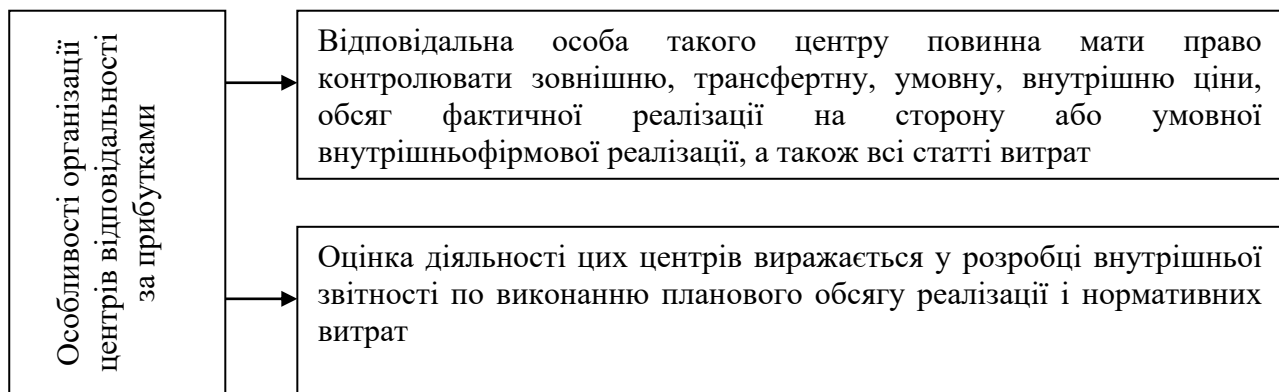 Особливості організації
центрів відповідальності
за прибутками
Відповідальна особа такого центру повинна мати право
контролювати зовнішню, трансфертну, умовну, внутрішню ціни,
обсяг фактичної реалізації на сторону або умовної
внутрішньофірмової реалізації, а також всі статті витрат
Оцінка діяльності цих центрів виражається у розробці внутрішньої
звітності по виконанню планового обсягу реалізації і нормативних
витрат